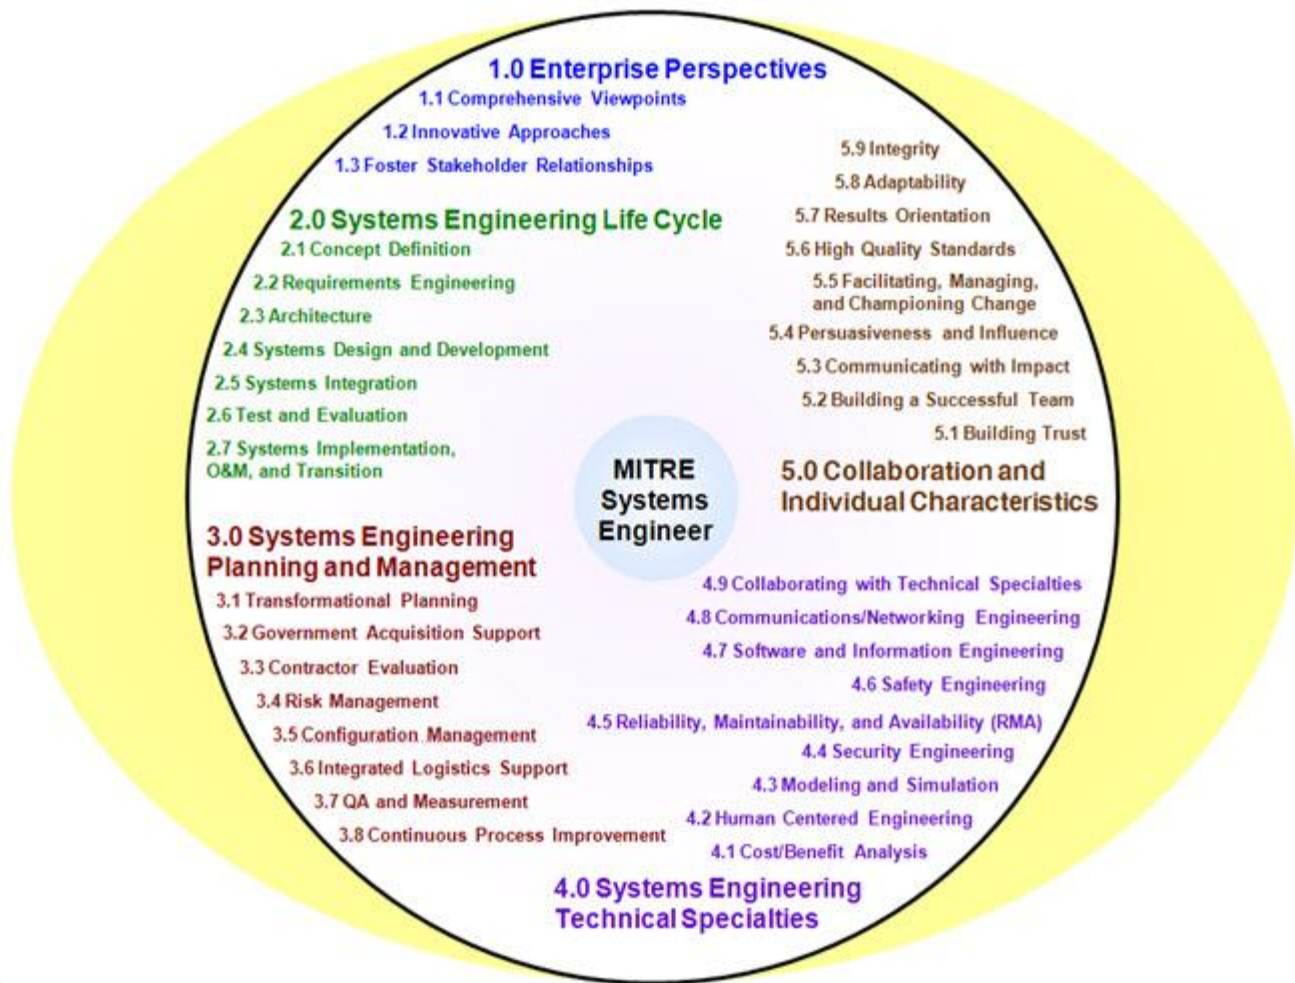 1.0 Enterprise Perspectives
1.1 Comprehensive Viewpoints
1.2 Innovative Approaches
1.3 Foster Stakeholder Relationships
2.0 Systems Engineering Life Cycle
2.1 Concept Definition
2.2 Requirements Engineering
2.3 Architecture
2.4 Systems Design and Development
2.5 Systems Integration
2.6 Test and Evaluation
2.7 Systems Implementation,
O&M, and Transition
3.0 Systems Engineering
Planning and Management
3.1 Transformational Planning
3.2 Government Acquisition Support
3.3 Contractor Evaluation
3.4 Risk Management
3.5 Configuration Management
3.6 Integrated Logistics Support
3.7 QA and Measurement
3.8 Continuous Process Improvement
MITRE
Systems
Engineer
5.9 Integrity
5.8 Adaptability
5.7 Results Orientation
5.6 High Quality Standards
5.5 Facilitating, Managing,
and Championing Change
5.4 Persuasiveness and Influence
5.3 Communicating with Impact
5.2 Building a Successful Team
5.1 Building Trust
5.0 Collaboration and
Individual Characteristics
4.9 Collaborating with Technical Specialties
4.8 Communications/Networking Engineering
4.7 Software and Information Engineering
4.6 Safety Engineering
4.5 Reliability, Maintainability, and Availability (RMA)
4.4 Security Engineering
4.3 Modeling and Simulation
4.2 Human Centered Engineering
4.1 Cost/Benefit Analysis
4.0 Systems Engineering
Technical Specialties